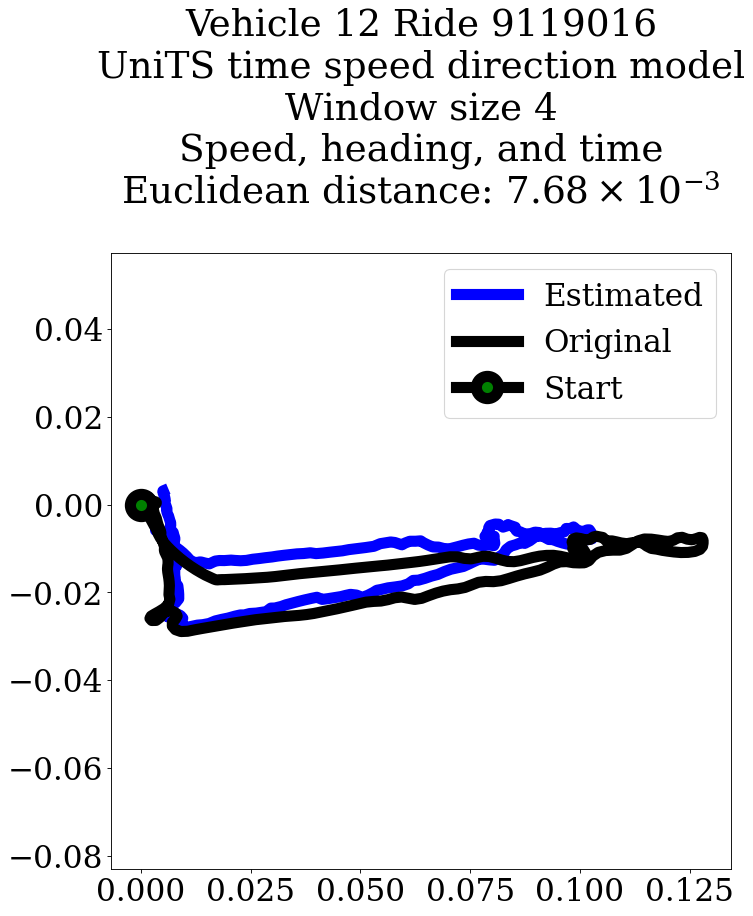 Vehicle 12 Ride 9119016
UniTS time speed direction model
Window size 4
Speed, heading, and time
Euclidean distance: 7.68 × 10⁻³
Estimated
Original
Start
0.04
0.02
0.00
−0.02
−0.04
−0.06
−0.08
0.000 0.025 0.050 0.075 0.100 0.125